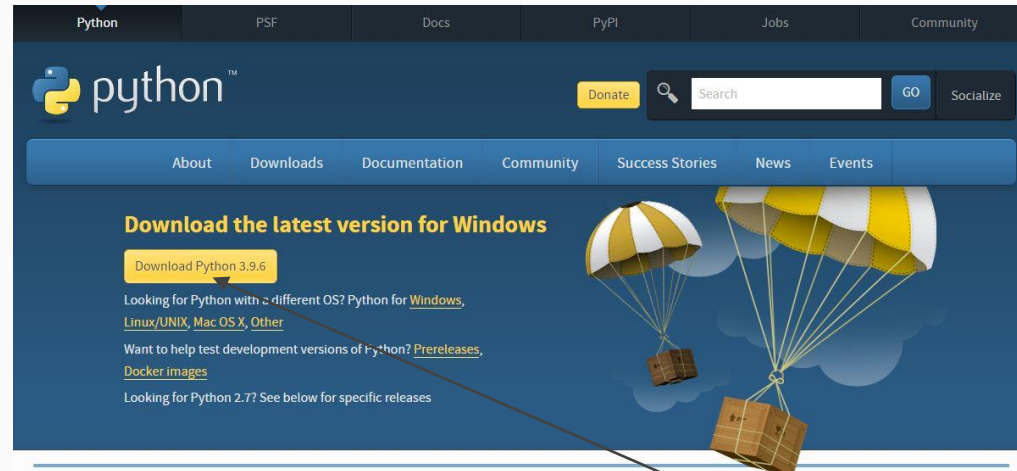 Python PSF Docs PyPI Jobs Community
python™ Donate Search GO Socialize
About Downloads Documentation Community Success Stories News Events
Download the latest version for Windows
Download Python 3.9.6
Looking for Python with a different OS? Python for Windows,
Linux/UNIX, Mac OS X, Other
Want to help test development versions of Python? Prereleases,
Docker images
Looking for Python 2.7? See below for specific releases